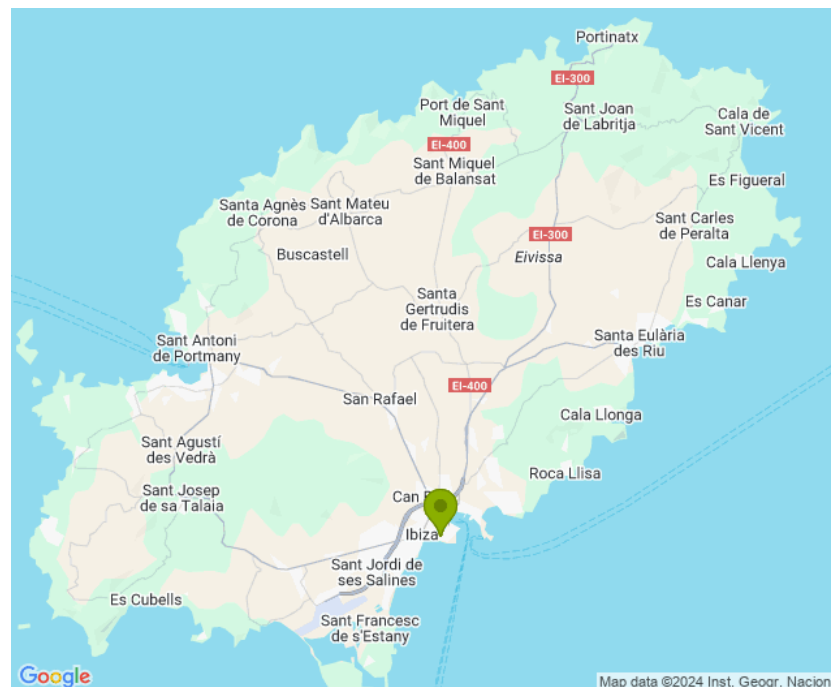 Portinatx
EI-300
Port de Sant
Miquel
Sant Joan
de Labritja
Cala de
Sant Vicent
EI-400
Sant Miquel
de Balansat
Es Figueral
Santa Agnès
de Corona
Sant Mateu
d'Albarca
Sant Carles
de Peralta
EI-300
Buscastell
Eivissa
Cala Llenya
Santa
Gertrudis
de Fruitera
Es Canar
Sant Antoni
de Portmany
Santa Eulària
des Riu
EI-400
San Rafael
Cala Llonga
Sant Agustí
des Vedrà
Roca Llisa
Sant Josep
de sa Talaia
Can
Ibiza
Sant Jordi de
ses Salines
Es Cubells
Sant Francesc
de s'Estany
Google
Map data ©2024 Inst. Geogr. Nacion